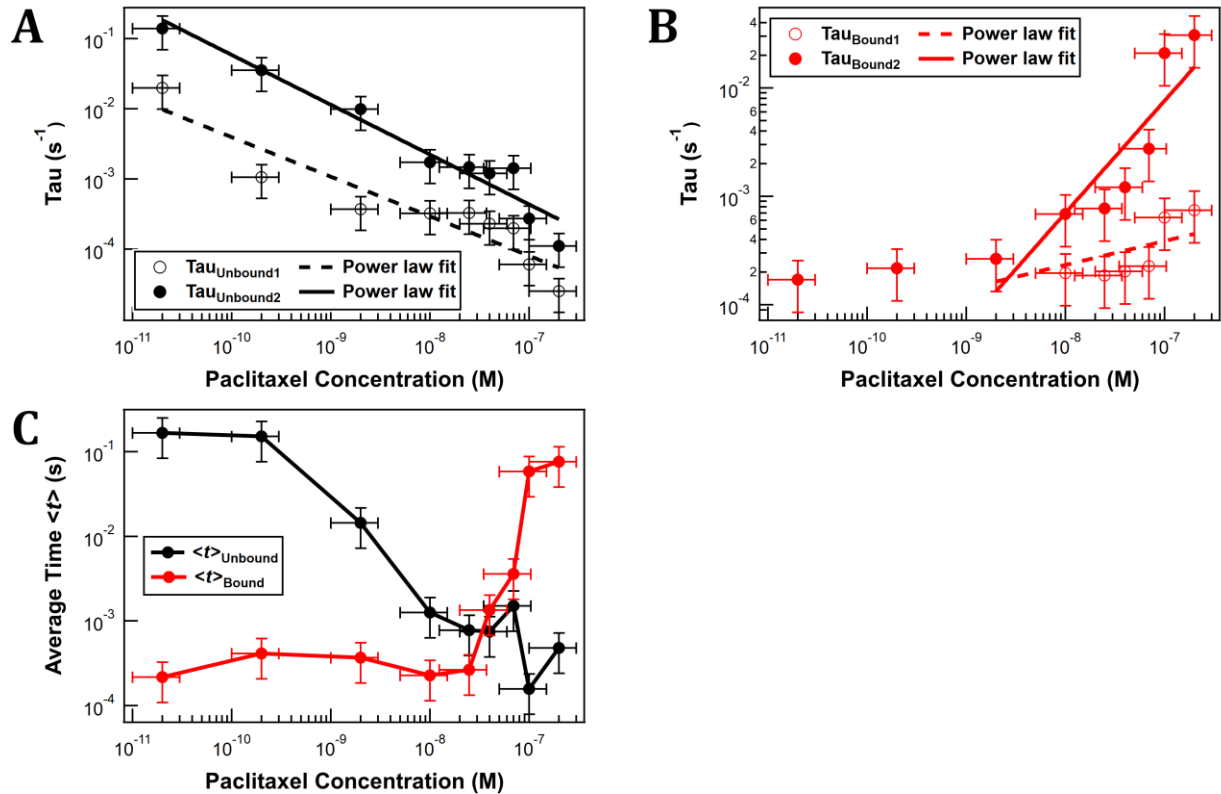 A
10⁻¹
10⁻²
10⁻³
10⁻⁴
Tau (s⁻¹)
Tau_Unbound1 Power law fit
Tau_Unbound2 Power law fit
10⁻¹¹ 10⁻¹⁰ 10⁻⁹ 10⁻⁸ 10⁻⁷
Paclitaxel Concentration (M)
B
4
2
10⁻²
6
4
2
10⁻³
6
4
2
10⁻⁴
Tau (s⁻¹)
Tau_Bound1 Power law fit
Tau_Bound2 Power law fit
10⁻¹¹ 10⁻¹⁰ 10⁻⁹ 10⁻⁸ 10⁻⁷
Paclitaxel Concentration (M)
C
10⁻¹
10⁻²
10⁻³
10⁻⁴
Average Time <t> (s)
<t>_Unbound
<t>_Bound
10⁻¹¹ 10⁻¹⁰ 10⁻⁹ 10⁻⁸ 10⁻⁷
Paclitaxel Concentration (M)